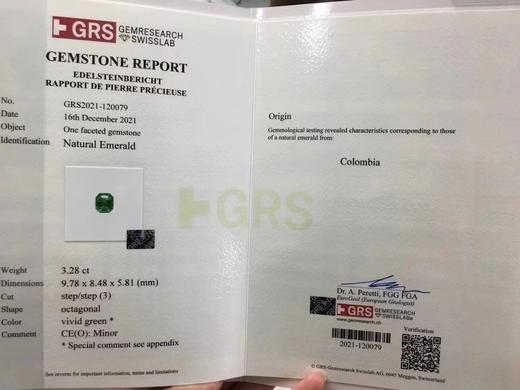 GRS GEMRESEARCH
SWISSLAB
GEMSTONE REPORT
EDELSTEINBERICHT
RAPPORT DE PIERRE PRÉCIEUSE
No. GRS2021-120079
Date 16th December 2021
Object One faceted gemstone
Identification Natural Emerald
Weight 3.28 ct
Dimensions 9.78 x 8.48 x 5.81 (mm)
Cut step/step (3)
Shape octagonal
Color vivid green *
Comment CE(O): Minor
* Special comment see appendix
See reverse for important notes, terms and limitations
GRS
Origin
Gemmological testing revealed characteristics corresponding to those
of a natural emerald from:
Colombia
Dr. A. Peretti, FGG FGA
EuroGeol (European Geologist)
GRS GEMRESEARCH
SWISSLAB
gemresearch.ch
2021-120079
Verification
© GRS Gemresearch Swisslab AG, 6045 Meggen, Switzerland